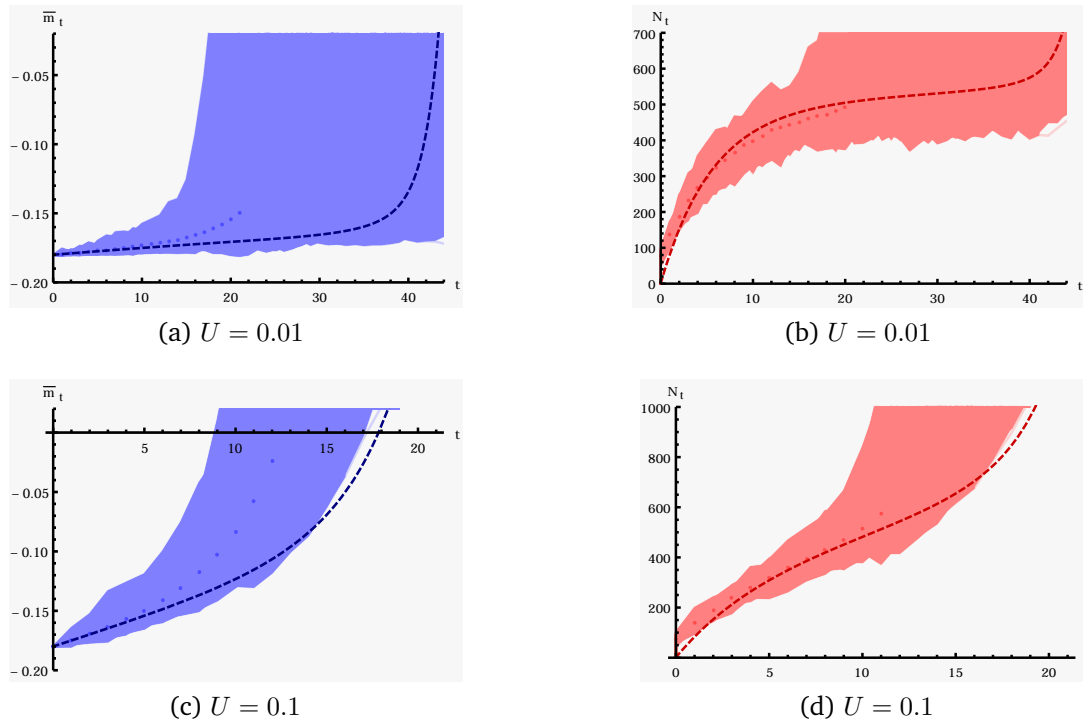 m̅ t
- 0.05
- 0.10
- 0.15
- 0.20
0 10 20 30 40 t
(a) U = 0.01
N t
700
600
500
400
300
200
100
0
0 10 20 30 40 t
(b) U = 0.01
m̅ t
5 10 15 20 t
- 0.05
- 0.10
- 0.15
- 0.20
0
(c) U = 0.1
N t
1000
800
600
400
200
0 5 10 15 20 t
(d) U = 0.1